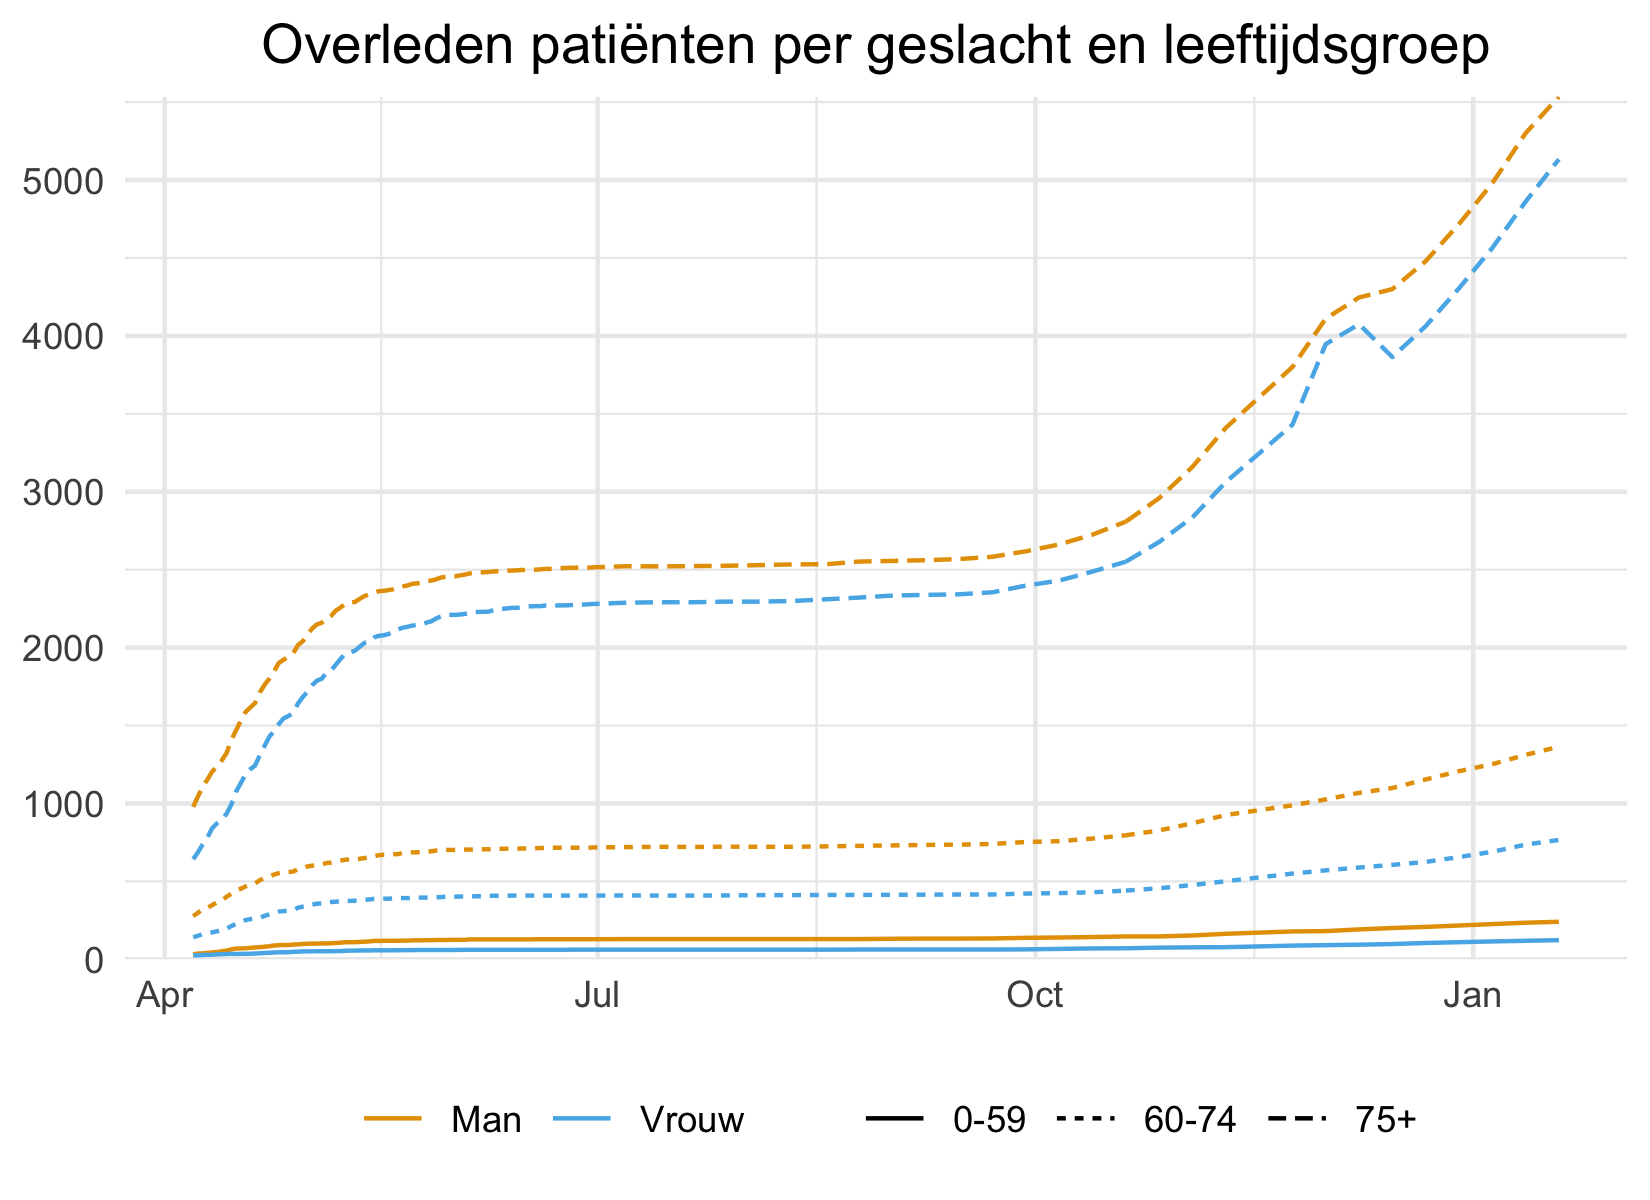 Overleden patiënten per geslacht en leeftijdsgroep
5000
4000
3000
2000
1000
0
Apr Jul Oct Jan
Man Vrouw 0-59 60-74 75+